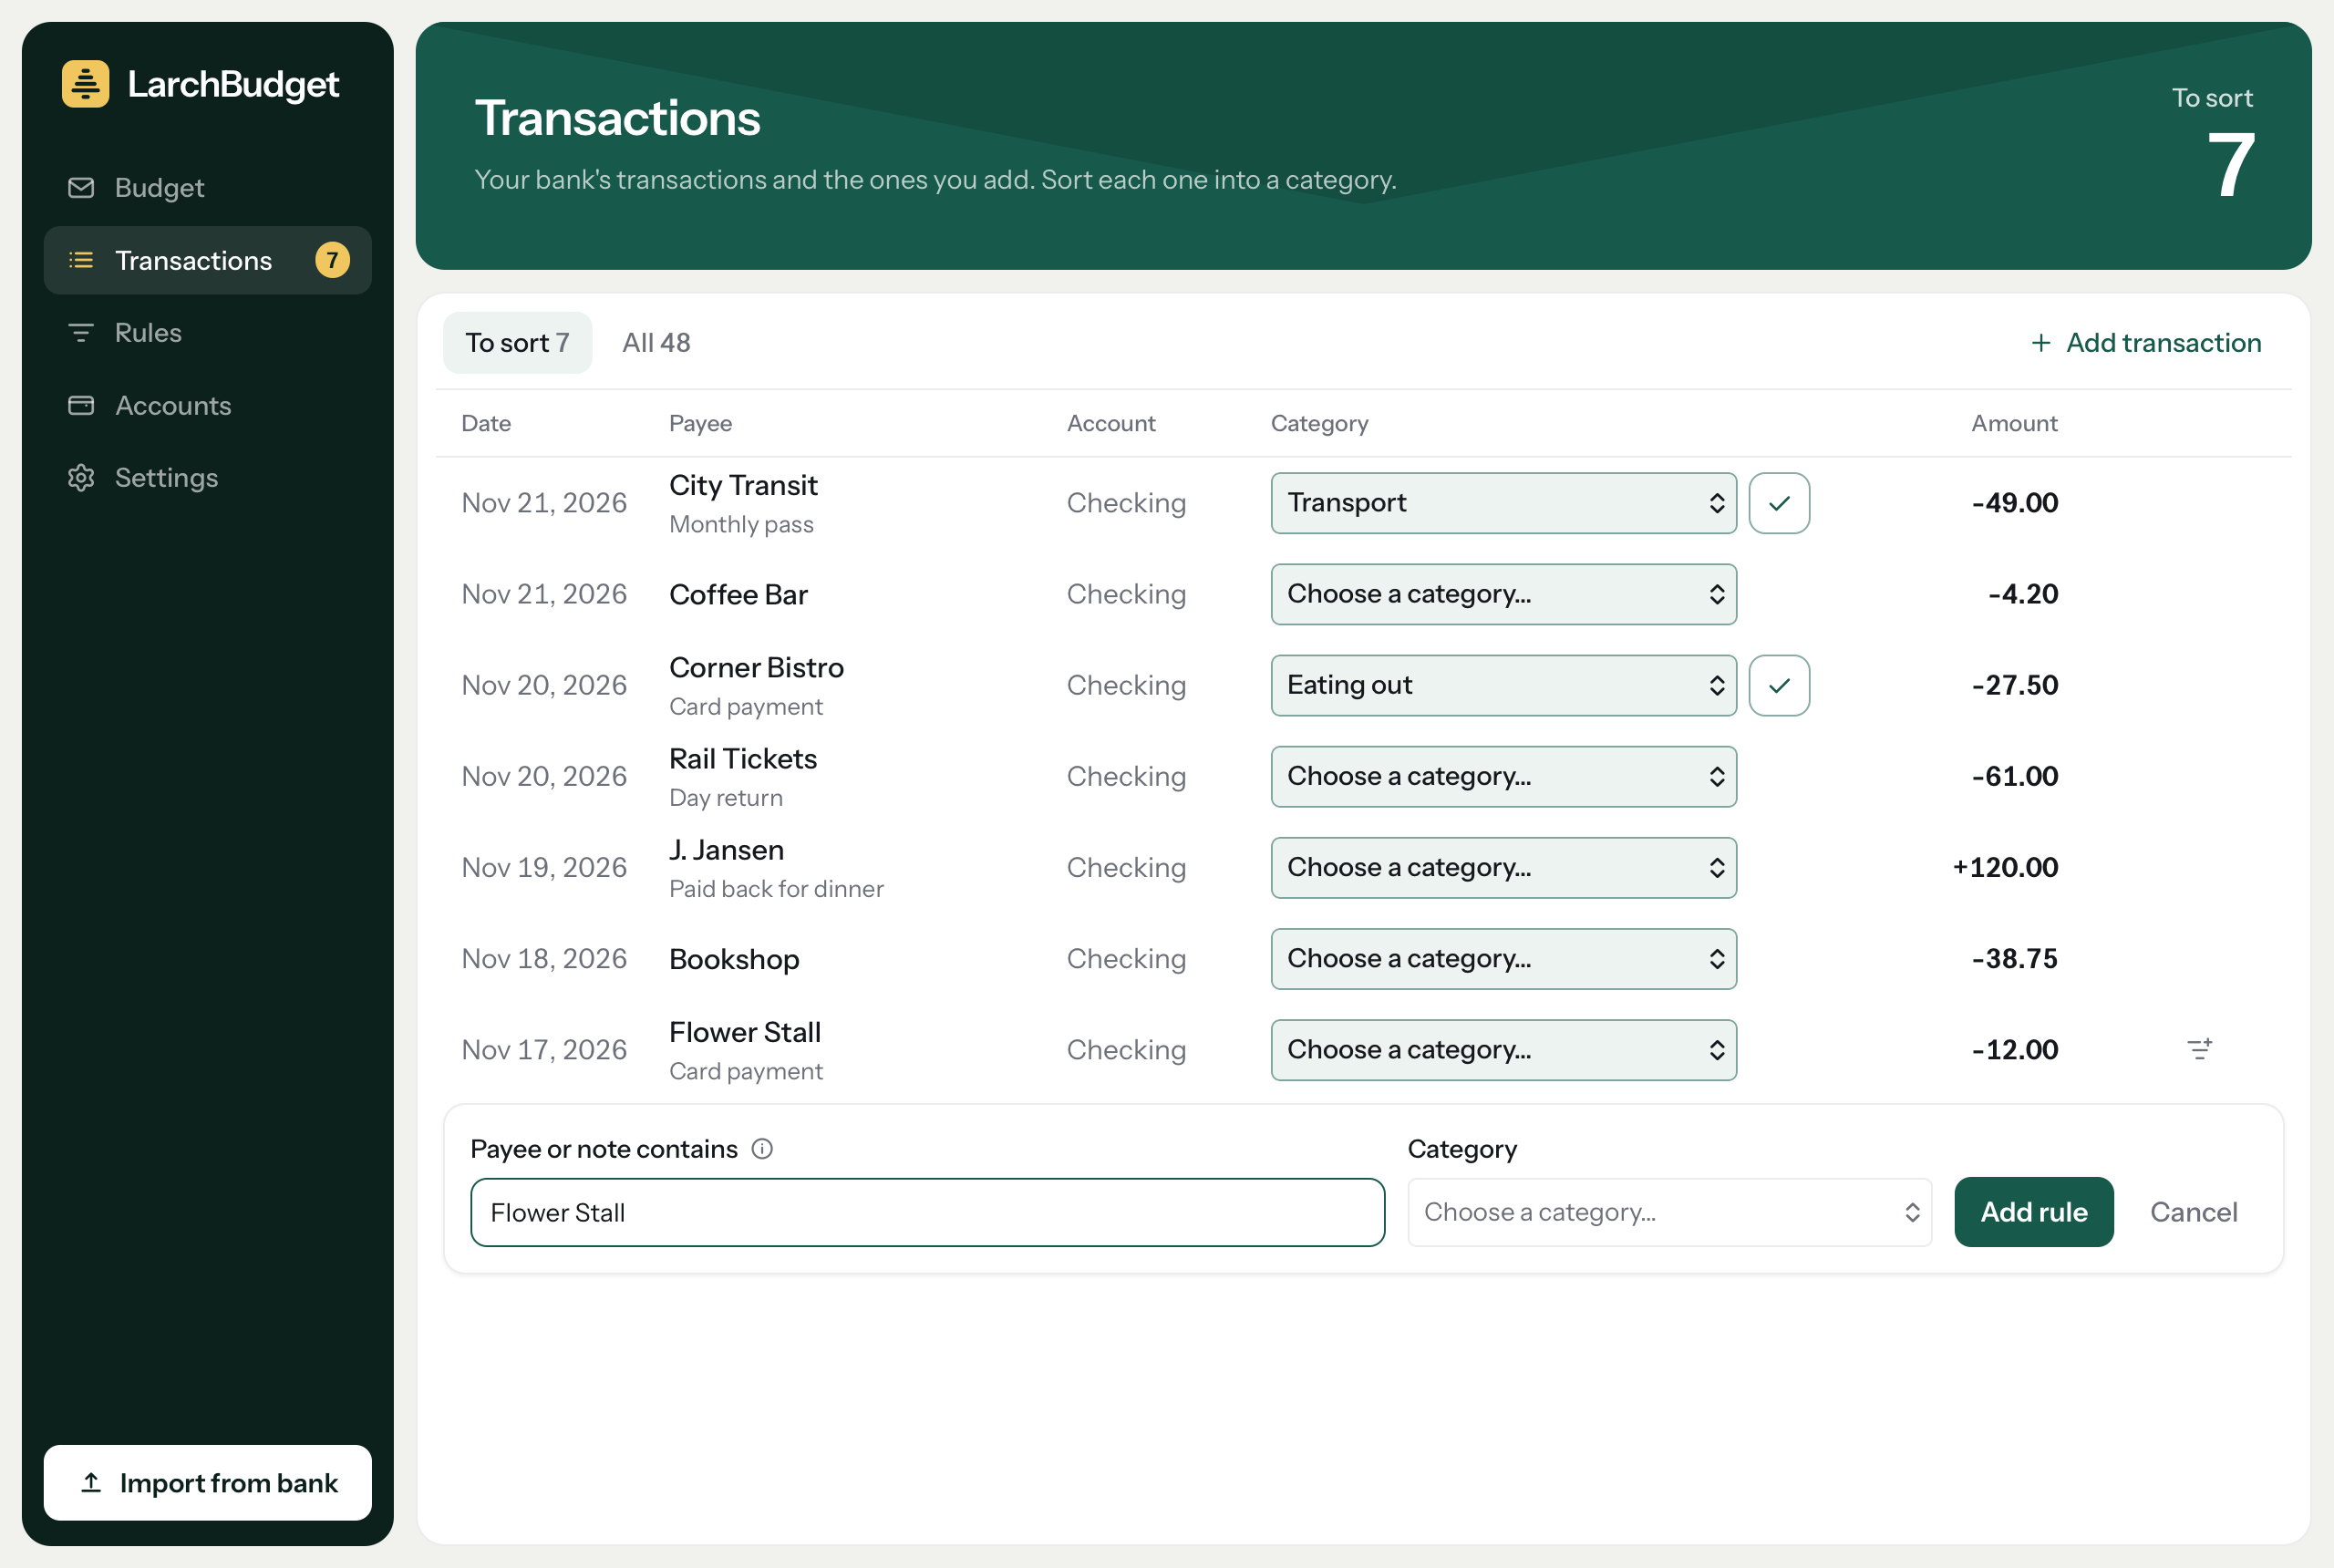 LarchBudget
Budget
Transactions 7
Rules
Accounts
Settings
Import from bank
Transactions
Your bank's transactions and the ones you add. Sort each one into a category.
To sort
7
To sort 7 All 48 + Add transaction
Date Payee Account Category Amount
Nov 21, 2026 City Transit Checking Transport -49.00
Monthly pass
Nov 21, 2026 Coffee Bar Checking Choose a category... -4.20
Nov 20, 2026 Corner Bistro Checking Eating out -27.50
Card payment
Nov 20, 2026 Rail Tickets Checking Choose a category... -61.00
Day return
Nov 19, 2026 J. Jansen Checking Choose a category... +120.00
Paid back for dinner
Nov 18, 2026 Bookshop Checking Choose a category... -38.75
Nov 17, 2026 Flower Stall Checking Choose a category... -12.00
Card payment
Payee or note contains Category
Flower Stall Choose a category... Add rule Cancel